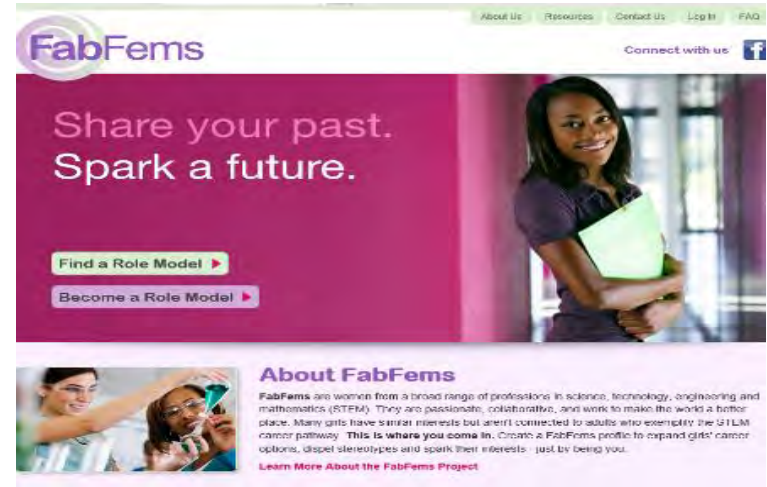 About Us Resources Contact Us Log In FAQ
FabFems
Connect with us f
Share your past.
Spark a future.
Find a Role Model
Become a Role Model
About FabFems
FabFems are women from a broad range of professions in science, technology, engineering and
mathematics (STEM). They are passionate, collaborative, and work to make the world a better
place. Many girls have similar interests but aren't connected to adults who exemplify the STEM
career pathway. This is where you come in. Create a FabFems profile to expand girls' career
options, dispel stereotypes and spark their interests - just by being you.
Learn More About the FabFems Project